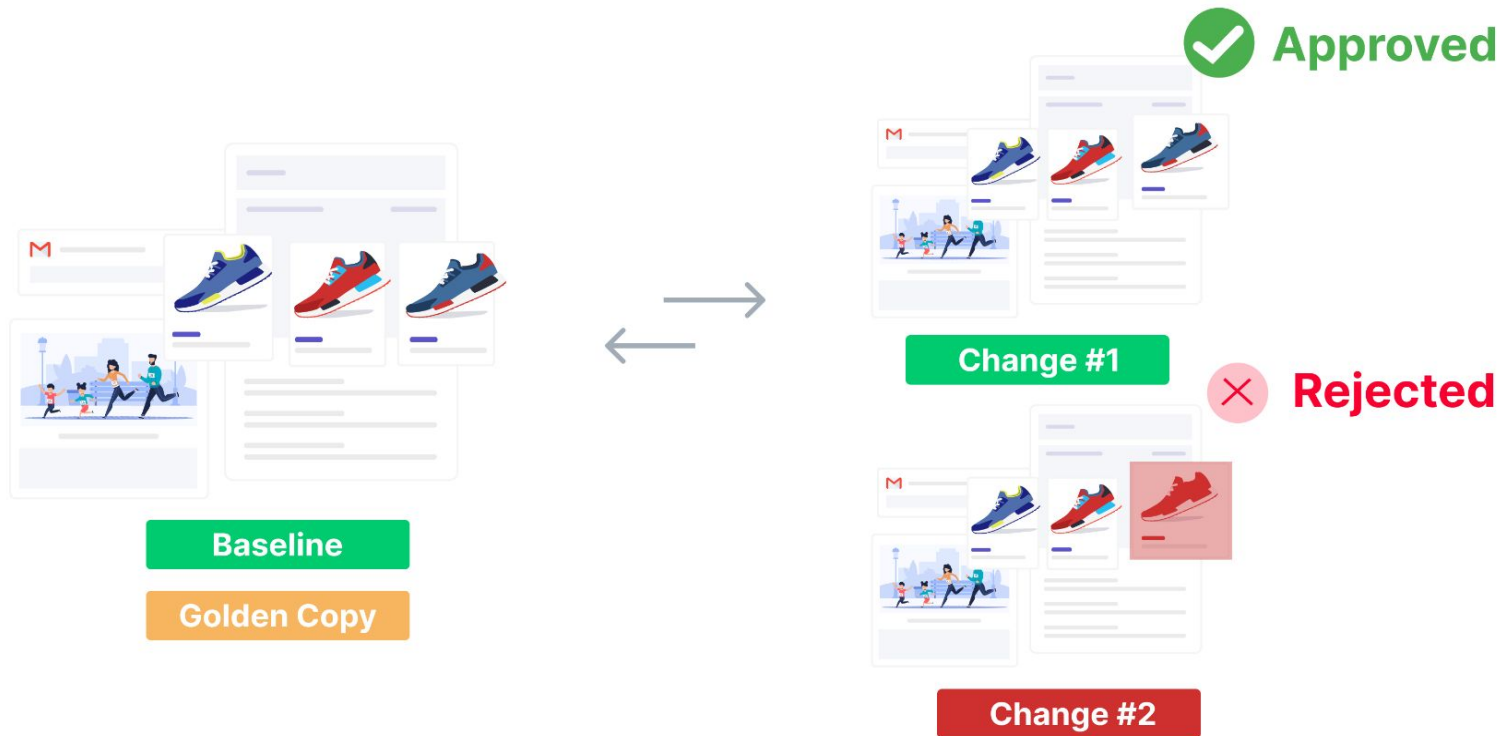 Approved
Change #1
Rejected
Baseline
Golden Copy
Change #2